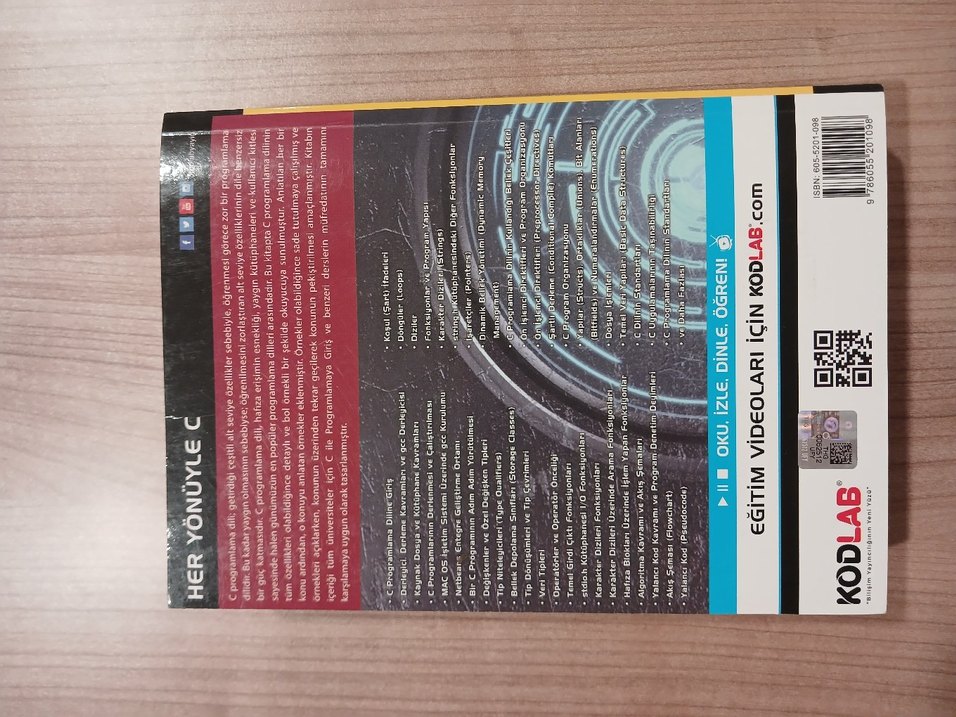 HER YÖNÜYLE C
C programlama dili; getirdiği çeşitli alt seviye özellikler sebebiyle, öğrenmesi görece zor bir programlama
dilidir. Bu kadar yaygın olmasının sebebiyse; öğrenilmesini zorlaştıran alt seviye özelliklerinin dile benzersiz
bir güç katmasıdır. C programlama dili, hafıza erişimin esnekliği, yaygın kütüphaneleri ve kullanıcı kitlesi
sayesinde halen günümüzün en popüler programlama dilleri arasındadır. Bu kitapta C programlama dilinin
tüm özellikleri olabildiğince detaylı ve bol örnekli bir şekilde okuyucuya sunulmuştur. Anlatılan her bir
konu ardından, o konuyu anlatan örnekler eklenmiştir. Örnekler olabildiğince sade tutulmaya çalışılmış ve
örnekleri açıklarken, konunun üzerinden tekrar geçilerek konunun pekiştirilmesi amaçlanmıştır. Kitabın
içeriği tüm üniversiteler için C ile Programlamaya Giriş ve benzeri derslerin müfredatının tamamını
karşılamaya uygun olarak tasarlanmıştır.
• C Programlama Diline Giriş
• Derleyici, Derleme Kavramları ve gcc Derleyicisi
• Kaynak Dosya ve Kütüphane Kavramları
• C Programlarının Derlenmesi ve Çalıştırılması
• MAC OS İşletim Sistemi Üzerinde gcc Kurulumu
• Netbeans Entegre Geliştirme Ortamı
• Bir C Programının Adım Adım Yürütülmesi
• Değişkenler ve Özel Değişken Tipleri
• Tip Niteleyiciler (Type Qualifiers)
• Bellek Depolama Sınıfları (Storage Classes)
• Tip Dönüşümleri ve Tip Çevrimleri
• Veri Tipleri
• Operatörler ve Operatör Önceliği
• Temel Girdi Çıktı Fonksiyonları
• stdio.h Kütüphanesi I/O Fonksiyonları
• Karakter Dizileri Fonksiyonları
• Karakter Dizileri Üzerinde Arama Fonksiyonları
• Hafıza Blokları Üzerinde İşlem Yapan Fonksiyonlar
• Algoritma Kavramı ve Akış Şemaları
• Yalancı Kod Kavramı ve Program Denetim Deyimleri
• Akış Şeması (Flowchart)
• Yalancı Kod (Pseudocode)
• Koşul (Şart) İfadeleri
• Döngüler (Loops)
• Diziler
• Fonksiyonlar ve Program Yapısı
• Karakter Dizileri (Strings)
• string.h Kütüphanesindeki Diğer Fonksiyonlar
• İşaretçiler (Pointers)
• Dinamik Bellek Yönetimi (Dynamic Memory
Management)
• C Programlama Dilinin Kullandığı Bellek Çeşitleri
• Ön İşlemci Direktifleri ve Program Organizasyonu
• Ön İşlemci Direktifleri (Preprocessor Directives)
• Şartlı Derleme (Conditional Compile) Komutları
• C Program Organizasyonu
• Yapılar (Structs), Ortaklıklar (Unions), Bit Alanları
(Bitfields) ve Numaralandırmalar (Enumerations)
• Dosya İşlemleri
• Temel Veri Yapıları (Basic Data Structures)
• C Dilinin Standartları
• C Uygulamalarının Taşınabilirliği
• C Programlama Dilinin Standartları
• ve Daha Fazlası
OKU, İZLE, DİNLE, ÖĞREN!
EĞİTİM VİDEOLARI İÇİN KODLAB®.com
KODLAB®
"Bilişim Yayıncılığının Yeni Yüzü"
ISBN: 605-5201-098
9 786055 201098